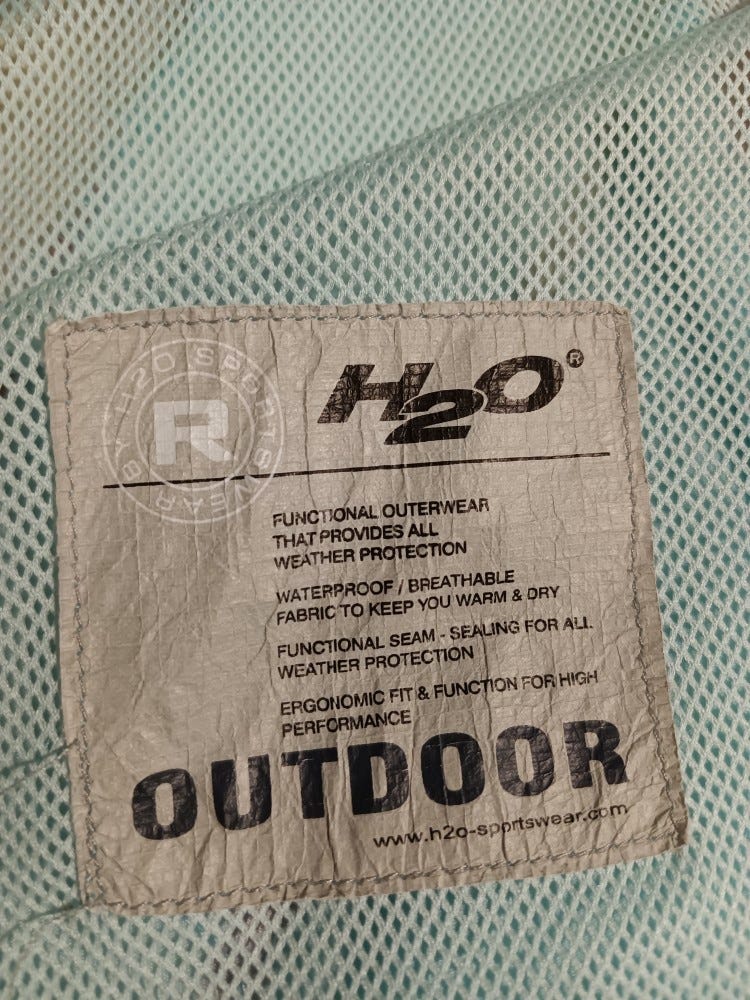 BY H2O SPORTSWEAR
R
H2O®
FUNCTIONAL OUTERWEAR
THAT PROVIDES ALL
WEATHER PROTECTION
WATERPROOF / BREATHABLE
FABRIC TO KEEP YOU WARM & DRY
FUNCTIONAL SEAM - SEALING FOR ALL
WEATHER PROTECTION
ERGONOMIC FIT & FUNCTION FOR HIGH
PERFORMANCE
OUTDOOR
www.h2o-sportswear.com